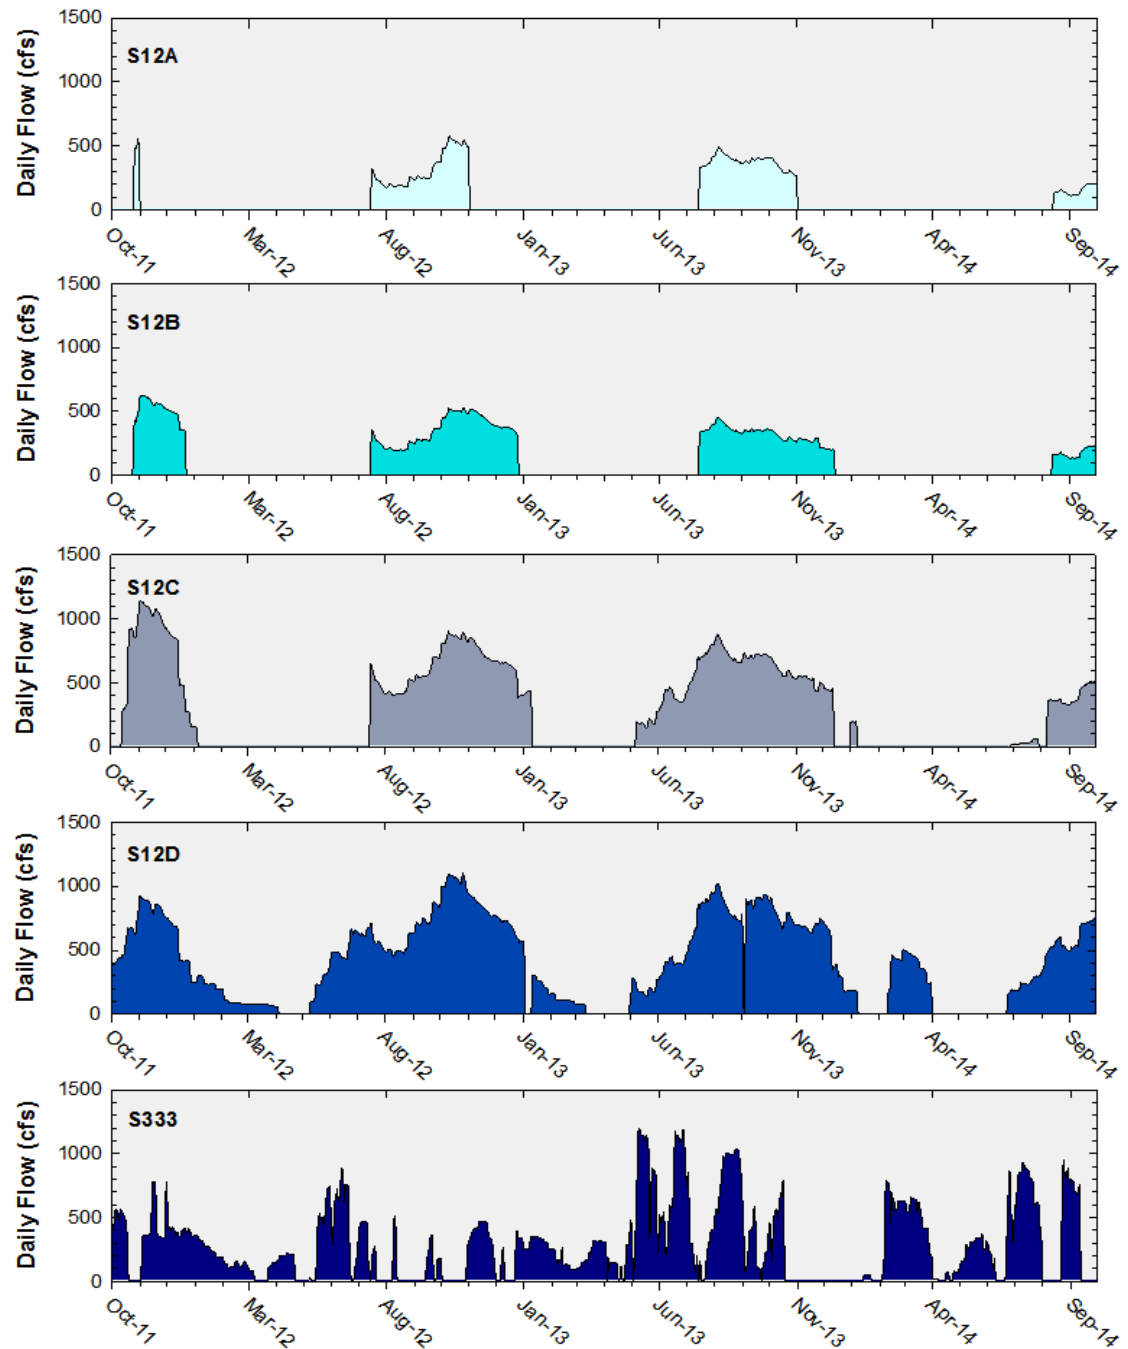 Daily Flow (cfs)
S12A
1500
1000
500
0
Oct-11 Mar-12 Aug-12 Jan-13 Jun-13 Nov-13 Apr-14 Sep-14
Daily Flow (cfs)
S12B
1500
1000
500
0
Oct-11 Mar-12 Aug-12 Jan-13 Jun-13 Nov-13 Apr-14 Sep-14
Daily Flow (cfs)
S12C
1500
1000
500
0
Oct-11 Mar-12 Aug-12 Jan-13 Jun-13 Nov-13 Apr-14 Sep-14
Daily Flow (cfs)
S12D
1500
1000
500
0
Oct-11 Mar-12 Aug-12 Jan-13 Jun-13 Nov-13 Apr-14 Sep-14
Daily Flow (cfs)
S333
1500
1000
500
0
Oct-11 Mar-12 Aug-12 Jan-13 Jun-13 Nov-13 Apr-14 Sep-14